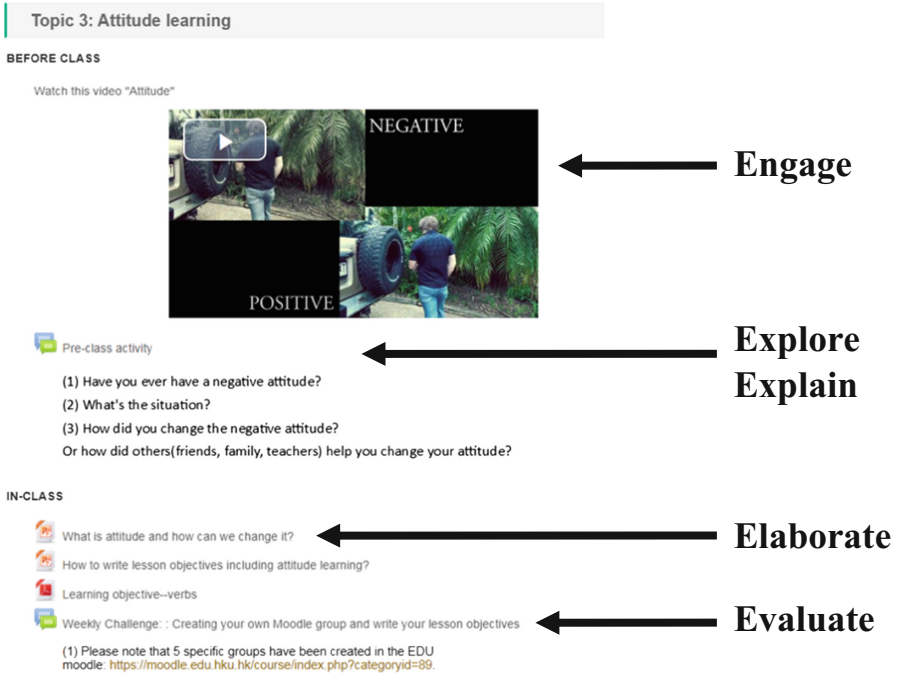 Topic 3: Attitude learning
BEFORE CLASS
Watch this video "Attitude"
NEGATIVE
POSITIVE
Engage
Pre-class activity
Explore
Explain
(1) Have you ever have a negative attitude?
(2) What's the situation?
(3) How did you change the negative attitude?
Or how did others(friends, family, teachers) help you change your attitude?
IN-CLASS
What is attitude and how can we change it?
Elaborate
How to write lesson objectives including attitude learning?
Learning objective--verbs
Weekly Challenge: : Creating your own Moodle group and write your lesson objectives
Evaluate
(1) Please note that 5 specific groups have been created in the EDU
moodle: https://moodle.edu.hku.hk/course/index.php?categoryid=89.